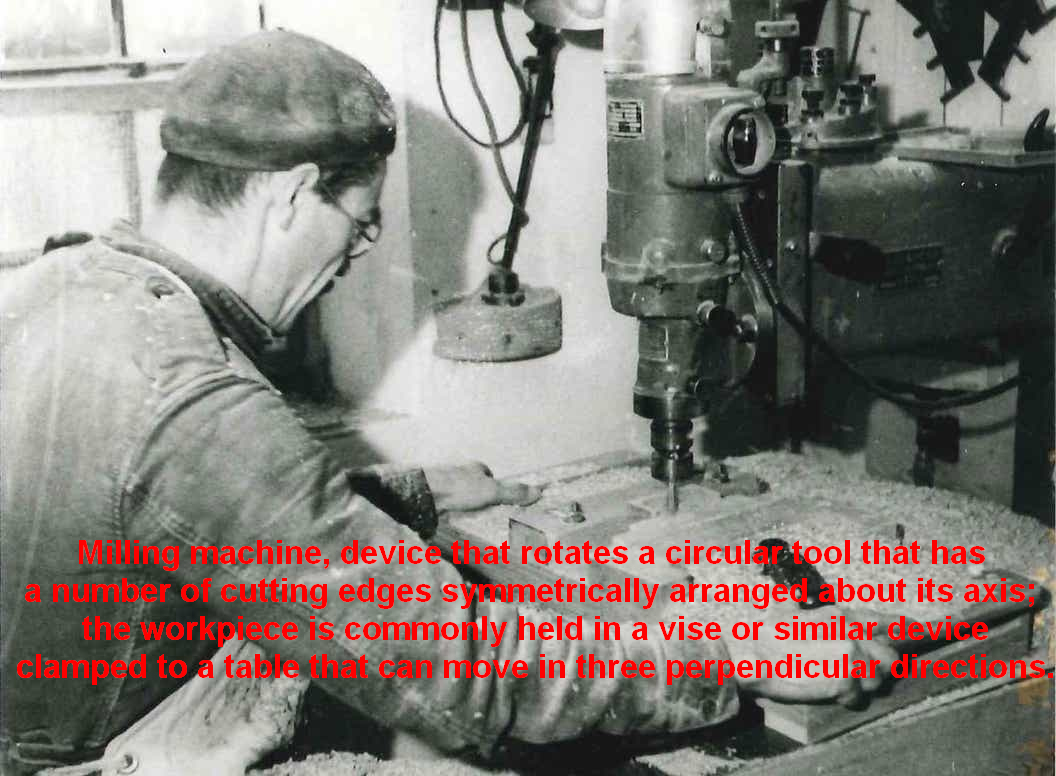 Milling machine, device that rotates a circular tool that has
a number of cutting edges symmetrically arranged about its axis;
the workpiece is commonly held in a vise or similar device
clamped to a table that can move in three perpendicular directions.